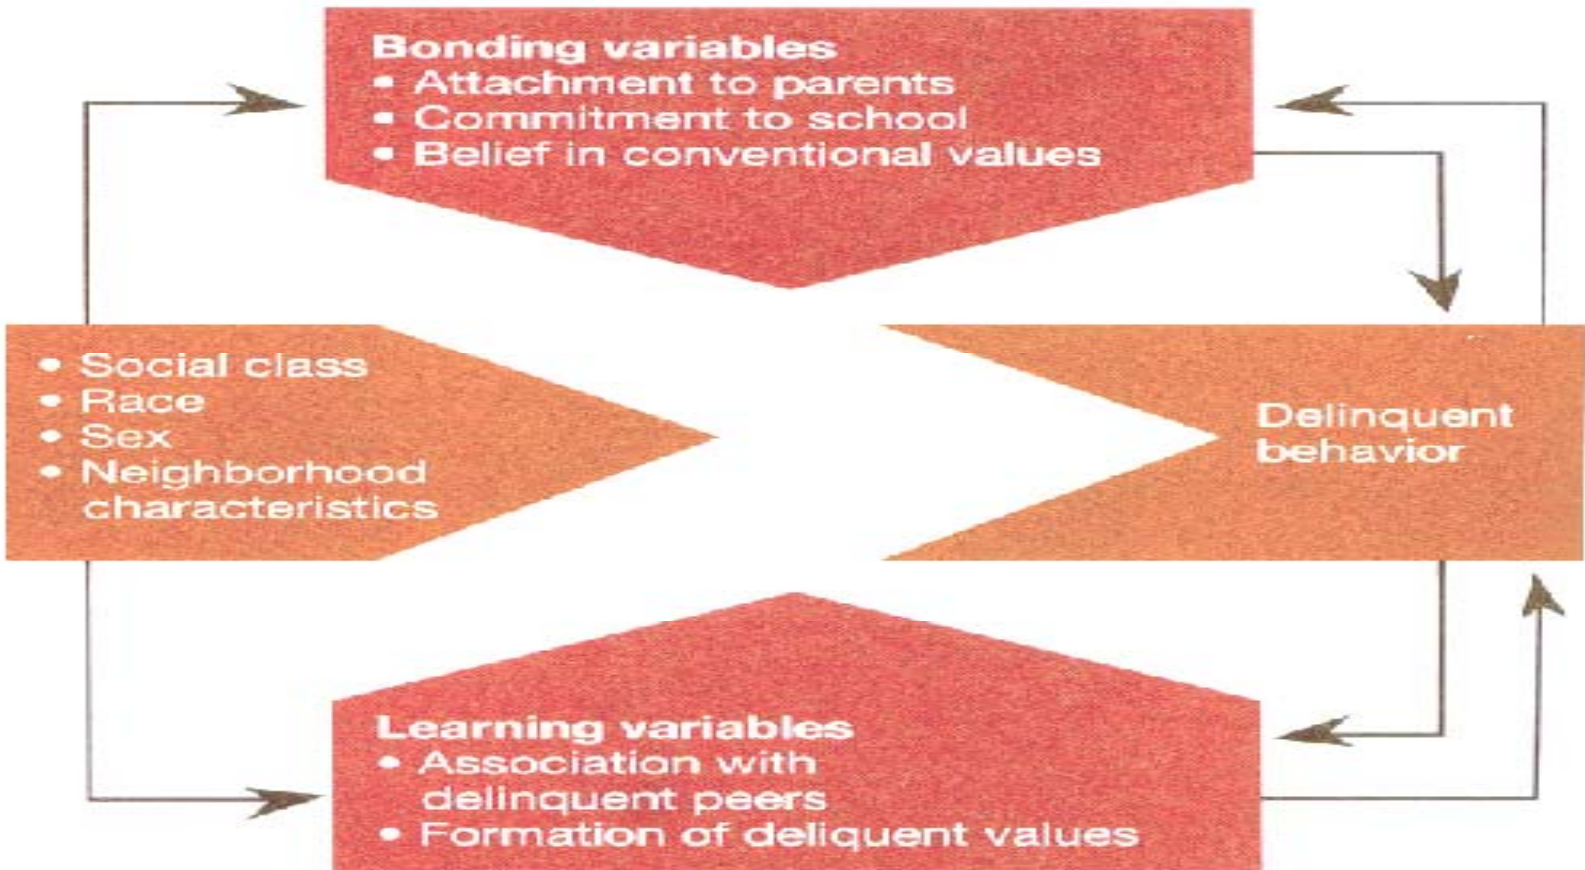 Bonding variables
• Attachment to parents
• Commitment to school
• Belief in conventional values
• Social class
• Race
• Sex
• Neighborhood
characteristics
Delinquent
behavior
Learning variables
• Association with
delinquent peers
• Formation of deliquent values